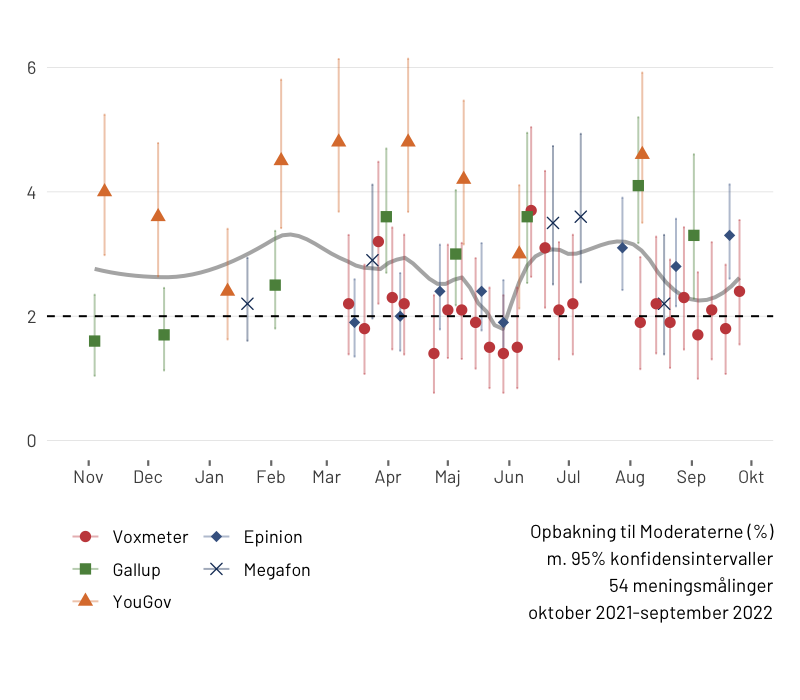 6
4
2
0
Nov Dec Jan Feb Mar Apr Maj Jun Jul Aug Sep Okt
Voxmeter Epinion
Gallup Megafon
YouGov
Opbakning til Moderaterne (%)
m. 95% konfidensintervaller
54 meningsmålinger
oktober 2021-september 2022